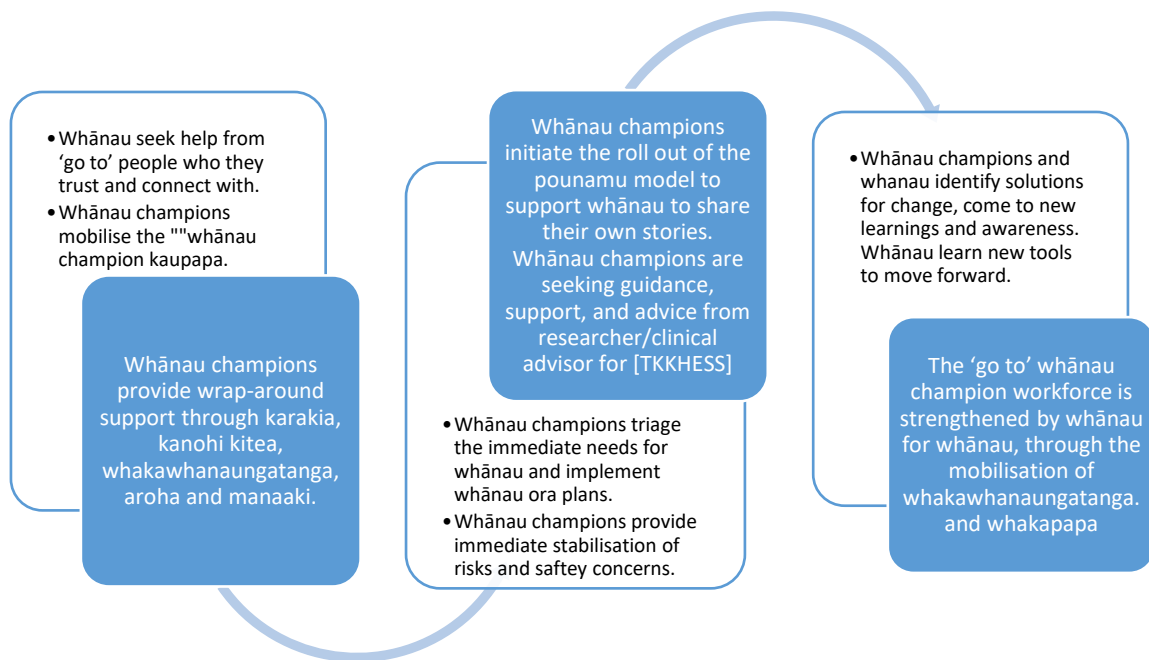 •Whānau seek help from
‘go to’ people who they
trust and connect with.
•Whānau champions
mobilise the ""whānau
champion kaupapa.
Whānau champions
provide wrap-around
support through karakia,
kanohi kitea,
whakawhanaungatanga,
aroha and manaaki.
Whānau champions
initiate the roll out of the
pounamu model to
support whānau to share
their own stories.
Whānau champions are
seeking guidance,
support, and advice from
researcher/clinical
advisor for [TKKHESS]
•Whānau champions triage
the immediate needs for
whānau and implement
whānau ora plans.
•Whānau champions provide
immediate stabilisation of
risks and saftey concerns.
•Whānau champions and
whanau identify solutions
for change, come to new
learnings and awareness.
Whānau learn new tools
to move forward.
The ‘go to’ whānau
champion workforce is
strengthened by whānau
for whānau, through the
mobilisation of
whakawhanaungatanga.
and whakapapa